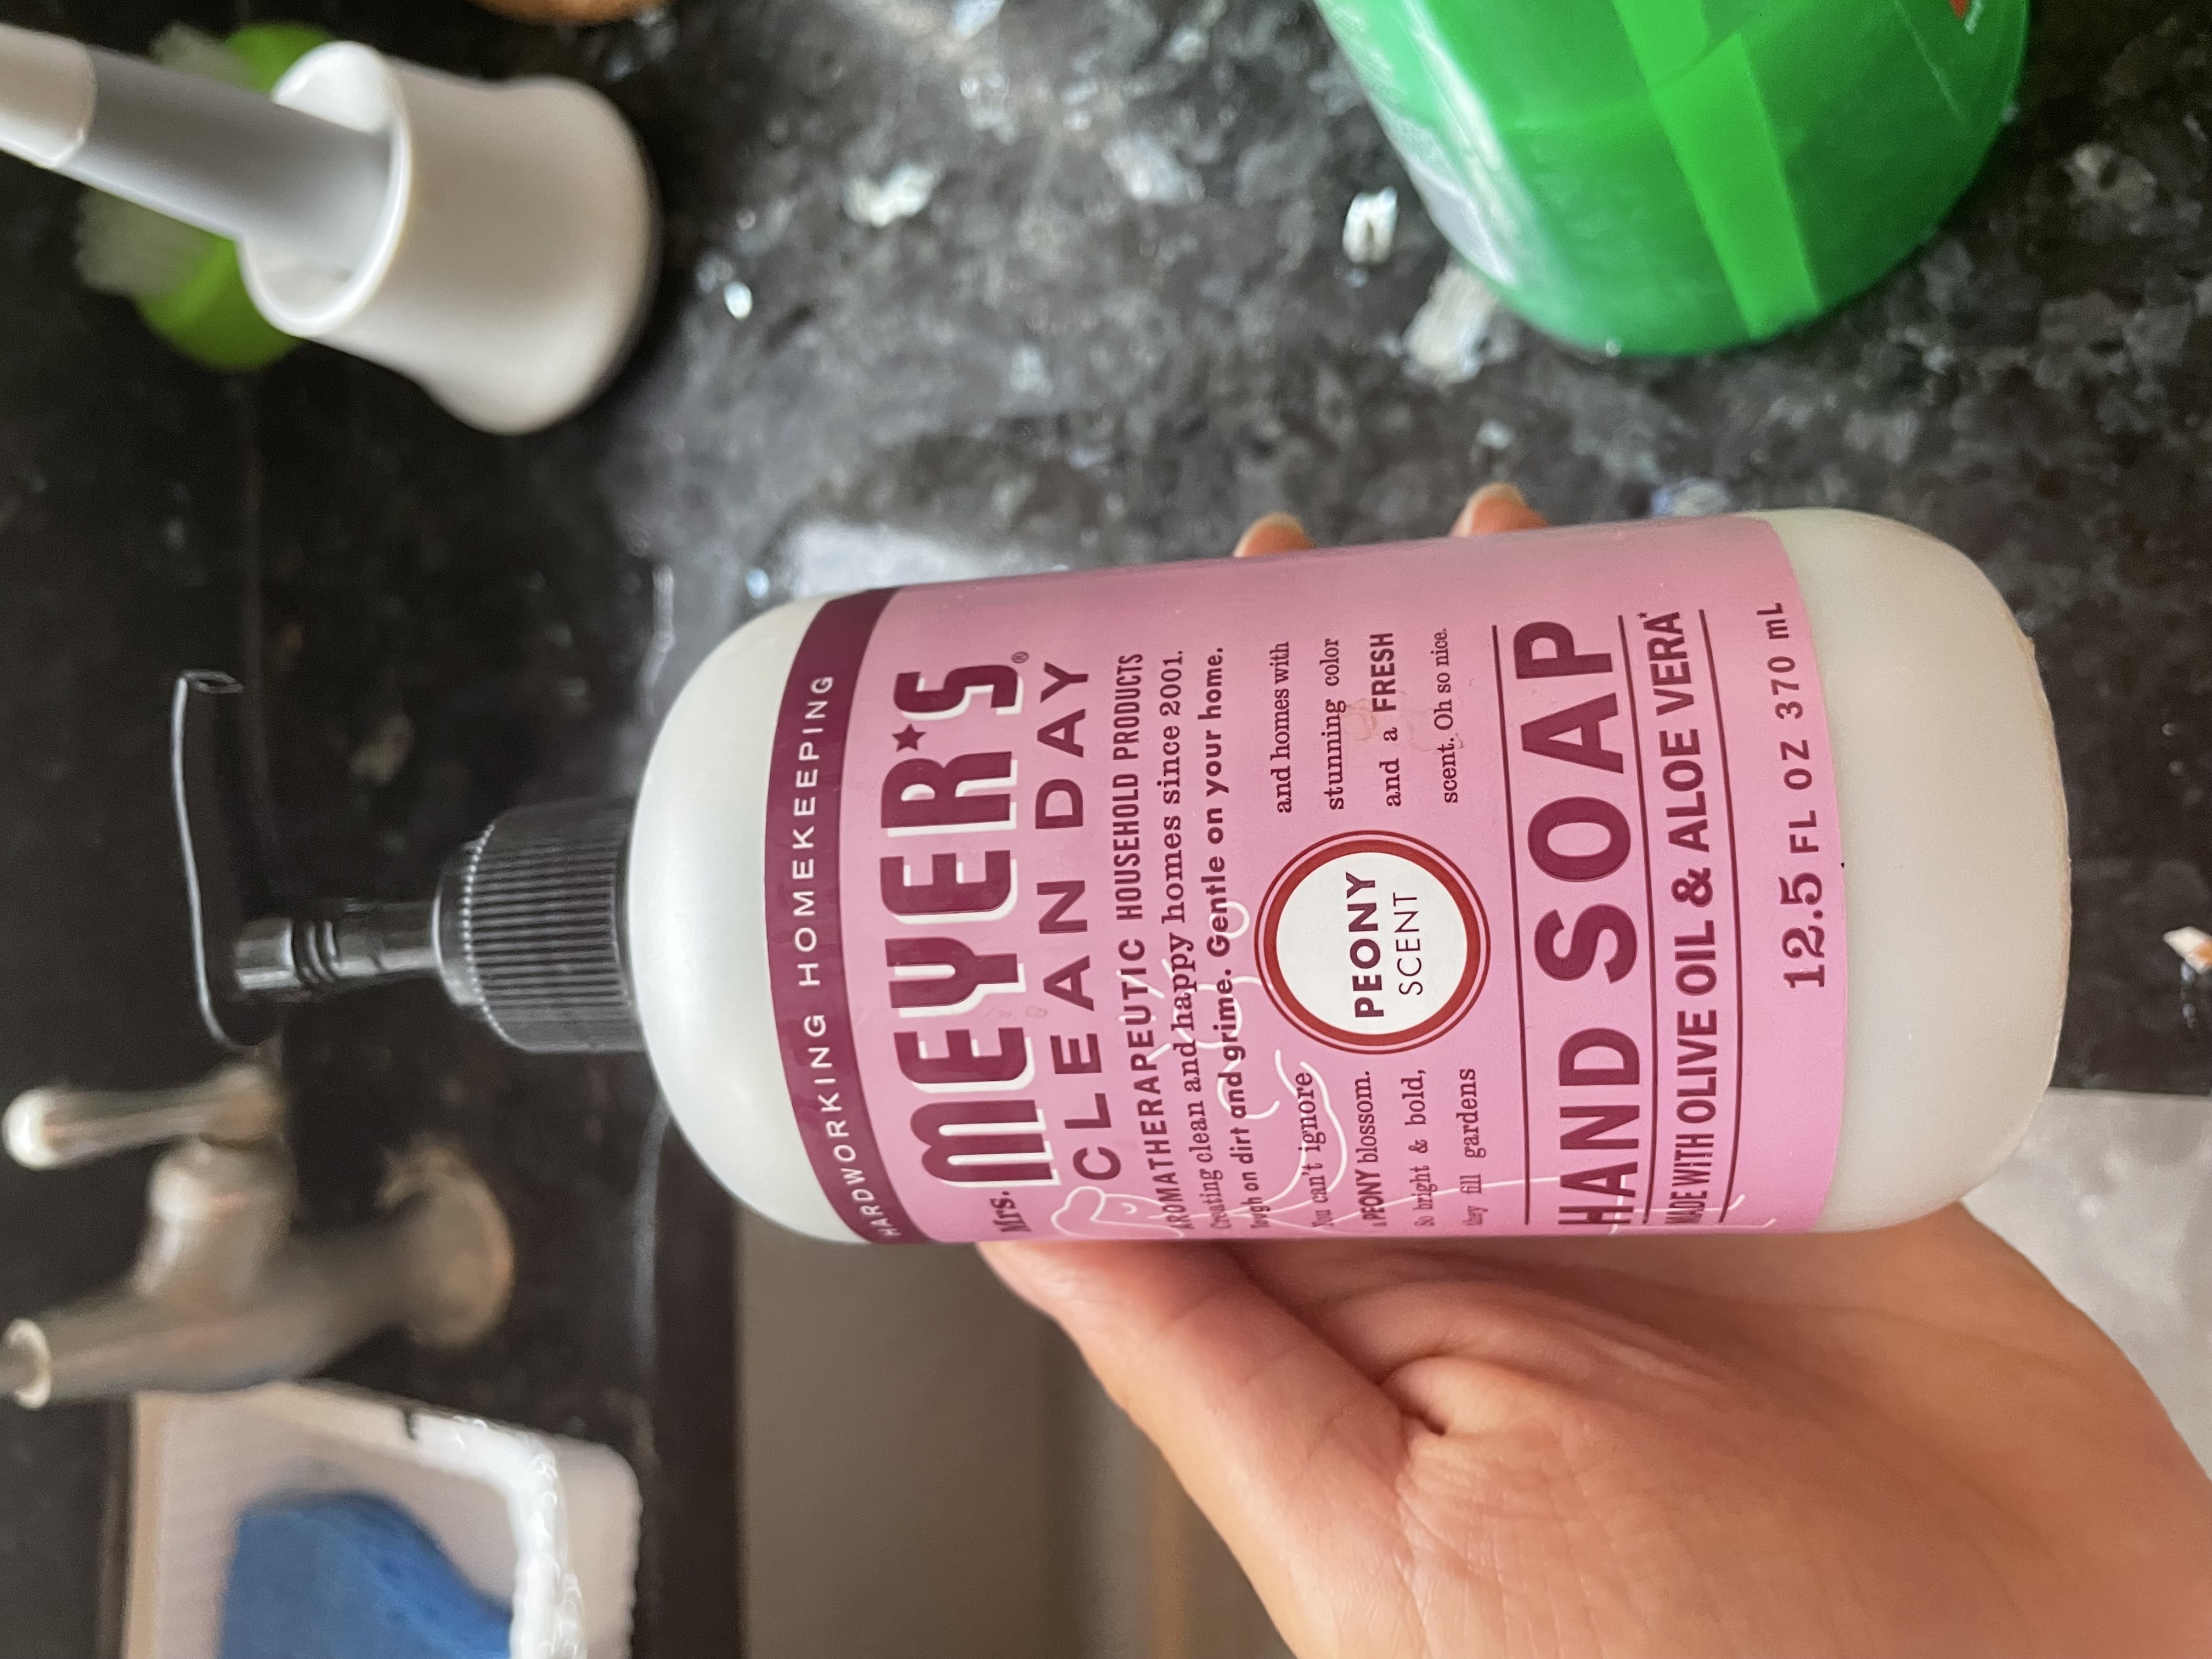 HARDWORKING HOMEKEEPING
Mrs. MEYER'S®
CLEAN DAY
AROMATHERAPEUTIC HOUSEHOLD PRODUCTS
Creating clean and happy homes since 2001.
Tough on dirt and grime. Gentle on your home.
You can't ignore
a PEONY blossom.
So bright & bold,
they fill gardens
PEONY
SCENT
and homes with
stunning color
and a FRESH
scent. Oh so nice.
HAND SOAP
MADE WITH OLIVE OIL & ALOE VERA*
12.5 FL OZ 370 mL